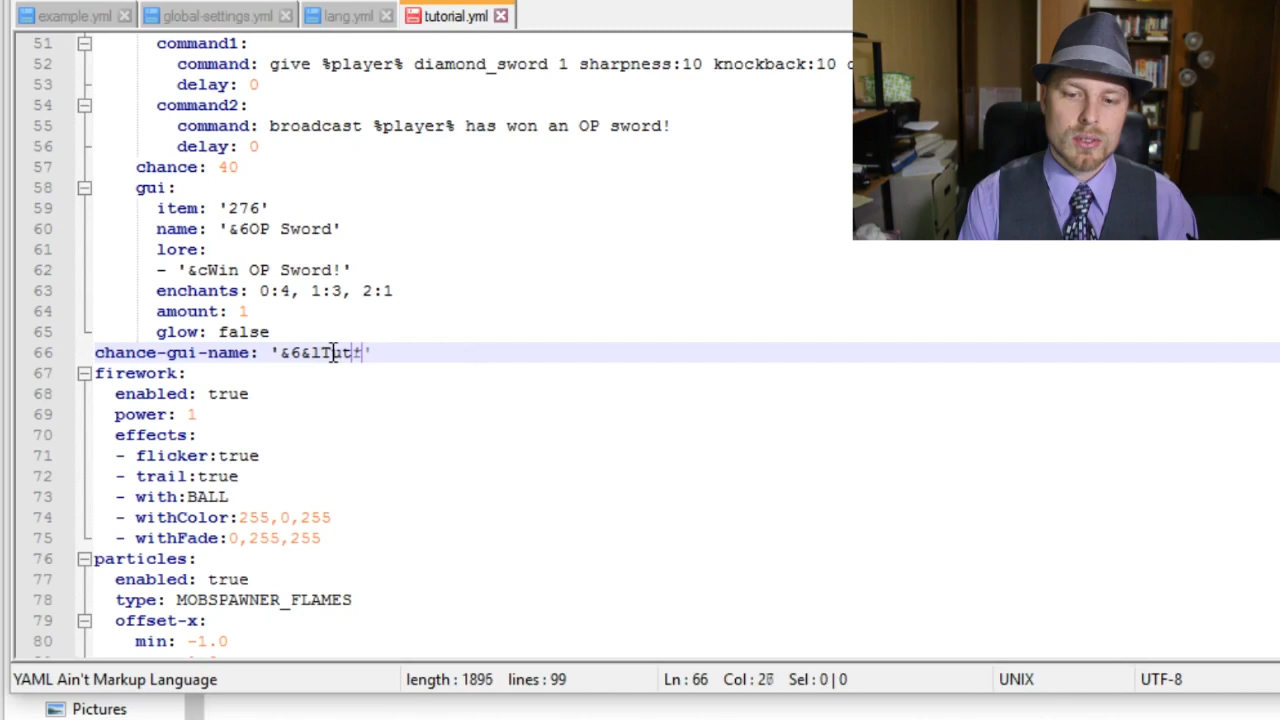 example.yml global-settings.yml lang.yml tutorial.yml
51 command1:
52 command: give %player% diamond_sword 1 sharpness:10 knockback:10
53 delay: 0
54 command2:
55 command: broadcast %player% has won an OP sword!
56 delay: 0
57 chance: 40
58 gui:
59 item: '276'
60 name: '&6OP Sword'
61 lore:
62 - '&cWin OP Sword!'
63 enchants: 0:4, 1:3, 2:1
64 amount: 1
65 glow: false
66 chance-gui-name:
67 firework:
68 enabled: true
69 power: 1
70 effects:
71 - flicker:true
72 - trail:true
73 - with:BALL
74 - withColor:255,0,255
75 - withFade:0,255,255
76 particles:
77 enabled: true
78 type: MOBSPAWNER_FLAMES
79 offset-x:
80 min: -1.0
YAML Ain't Markup Language length : 1895 lines : 99 Ln : 66 Col : Sel : 0 | 0 UNIX UTF-8
Pictures